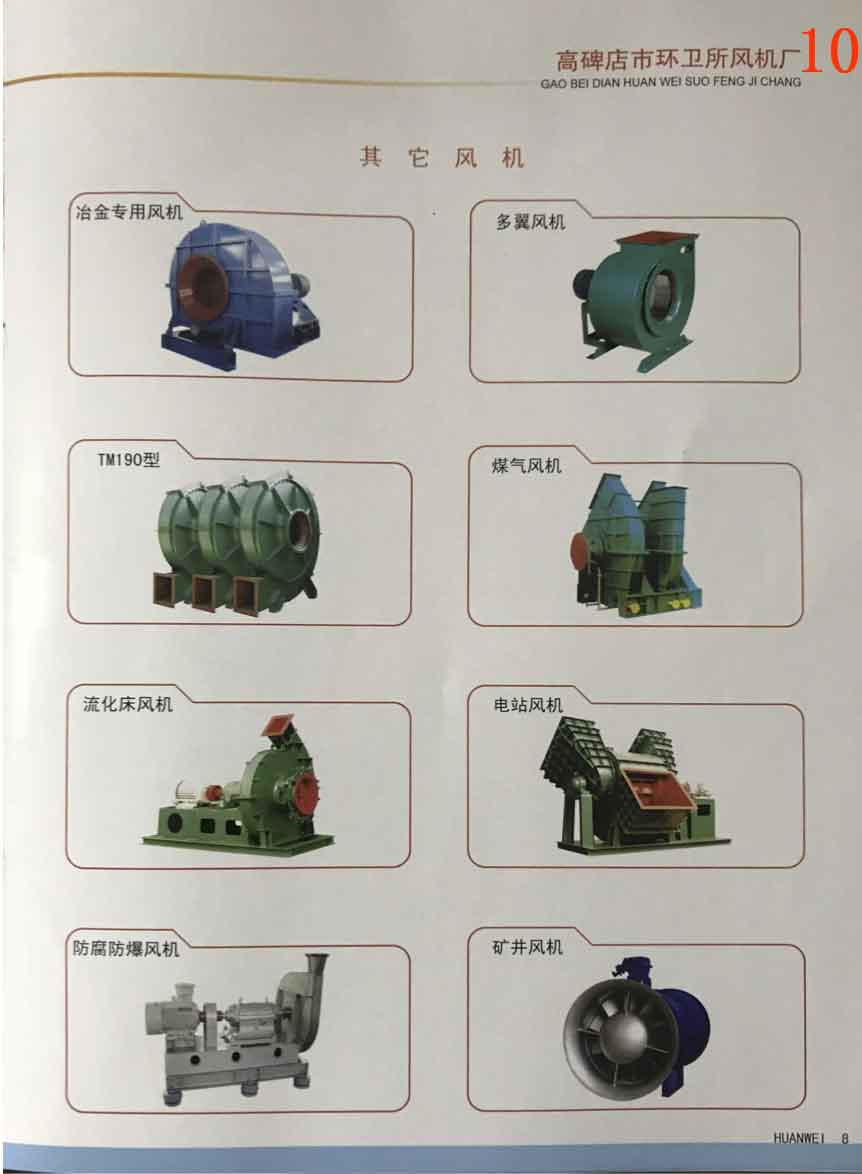 高碑店市环卫所风机厂
10
GAO BEI DIAN HUAN WEI SUO FENG JI CHANG
其它风机
冶金专用风机
多翼风机
TM190型
煤气风机
流化床风机
电站风机
防腐防爆风机
矿井风机
HUANWEI 8